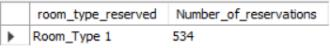 room_type_reserved Number_of_reservations
Room_Type 1 534